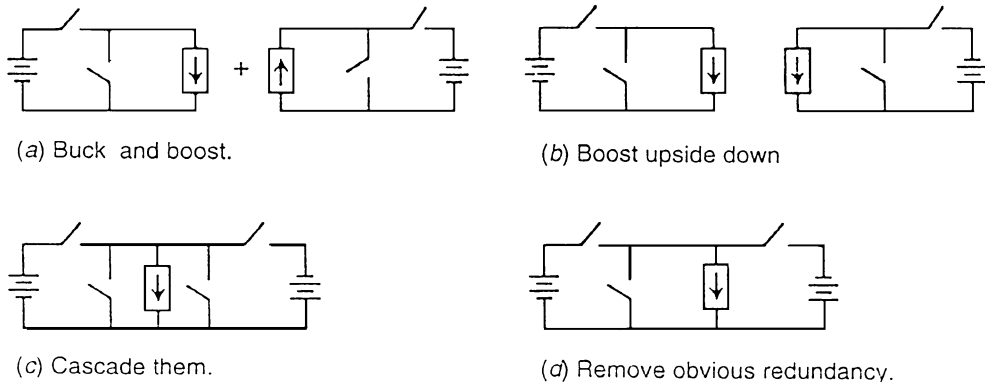 +
(a) Buck and boost.
(b) Boost upside down
(c) Cascade them.
(d) Remove obvious redundancy.